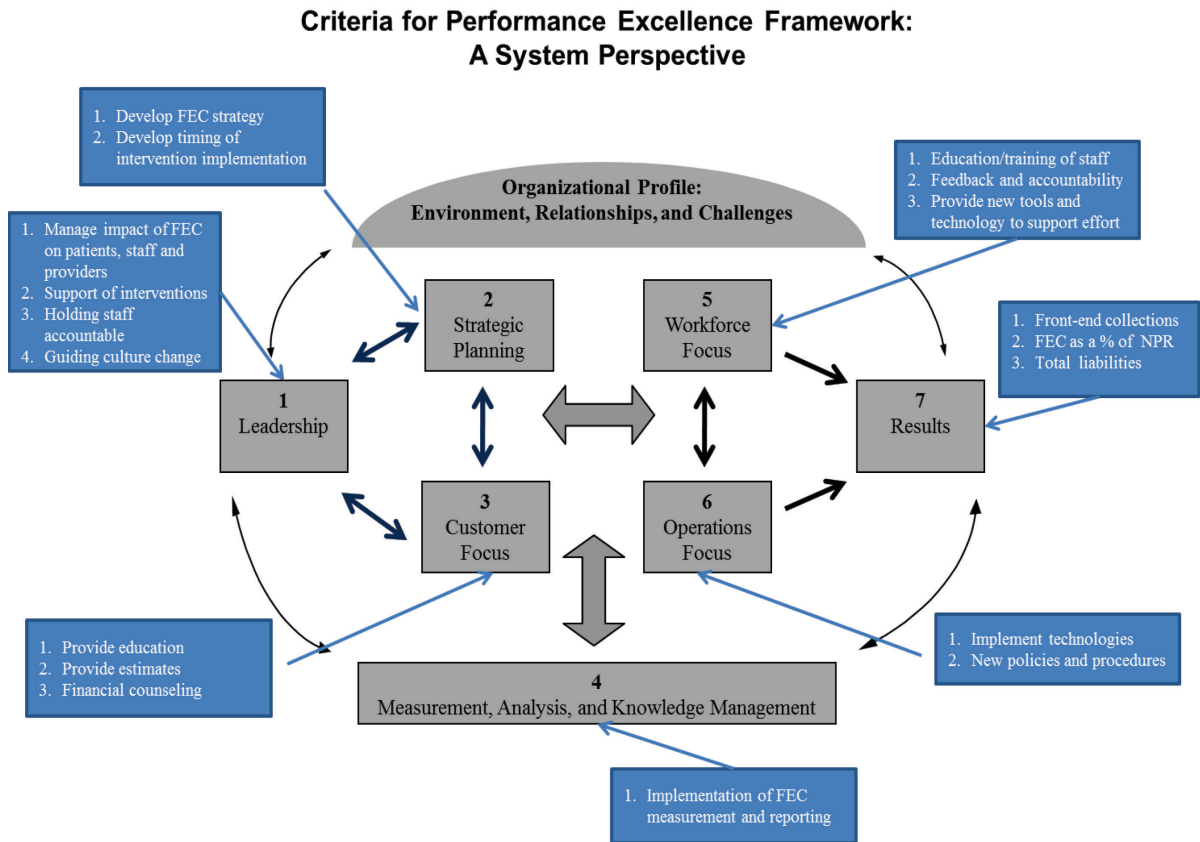 Criteria for Performance Excellence Framework:
A System Perspective
1. Develop FEC strategy
2. Develop timing of
intervention implementation
1. Education/training of staff
2. Feedback and accountability
3. Provide new tools and
technology to support effort
Organizational Profile:
Environment, Relationships, and Challenges
1. Manage impact of FEC
on patients, staff and
providers
2. Support of interventions
3. Holding staff
accountable
4. Guiding culture change
2
Strategic
Planning
5
Workforce
Focus
1. Front-end collections
2. FEC as a % of NPR
3. Total liabilities
1
Leadership
7
Results
3
Customer
Focus
6
Operations
Focus
1. Provide education
2. Provide estimates
3. Financial counseling
1. Implement technologies
2. New policies and procedures
4
Measurement, Analysis, and Knowledge Management
1. Implementation of FEC
measurement and reporting